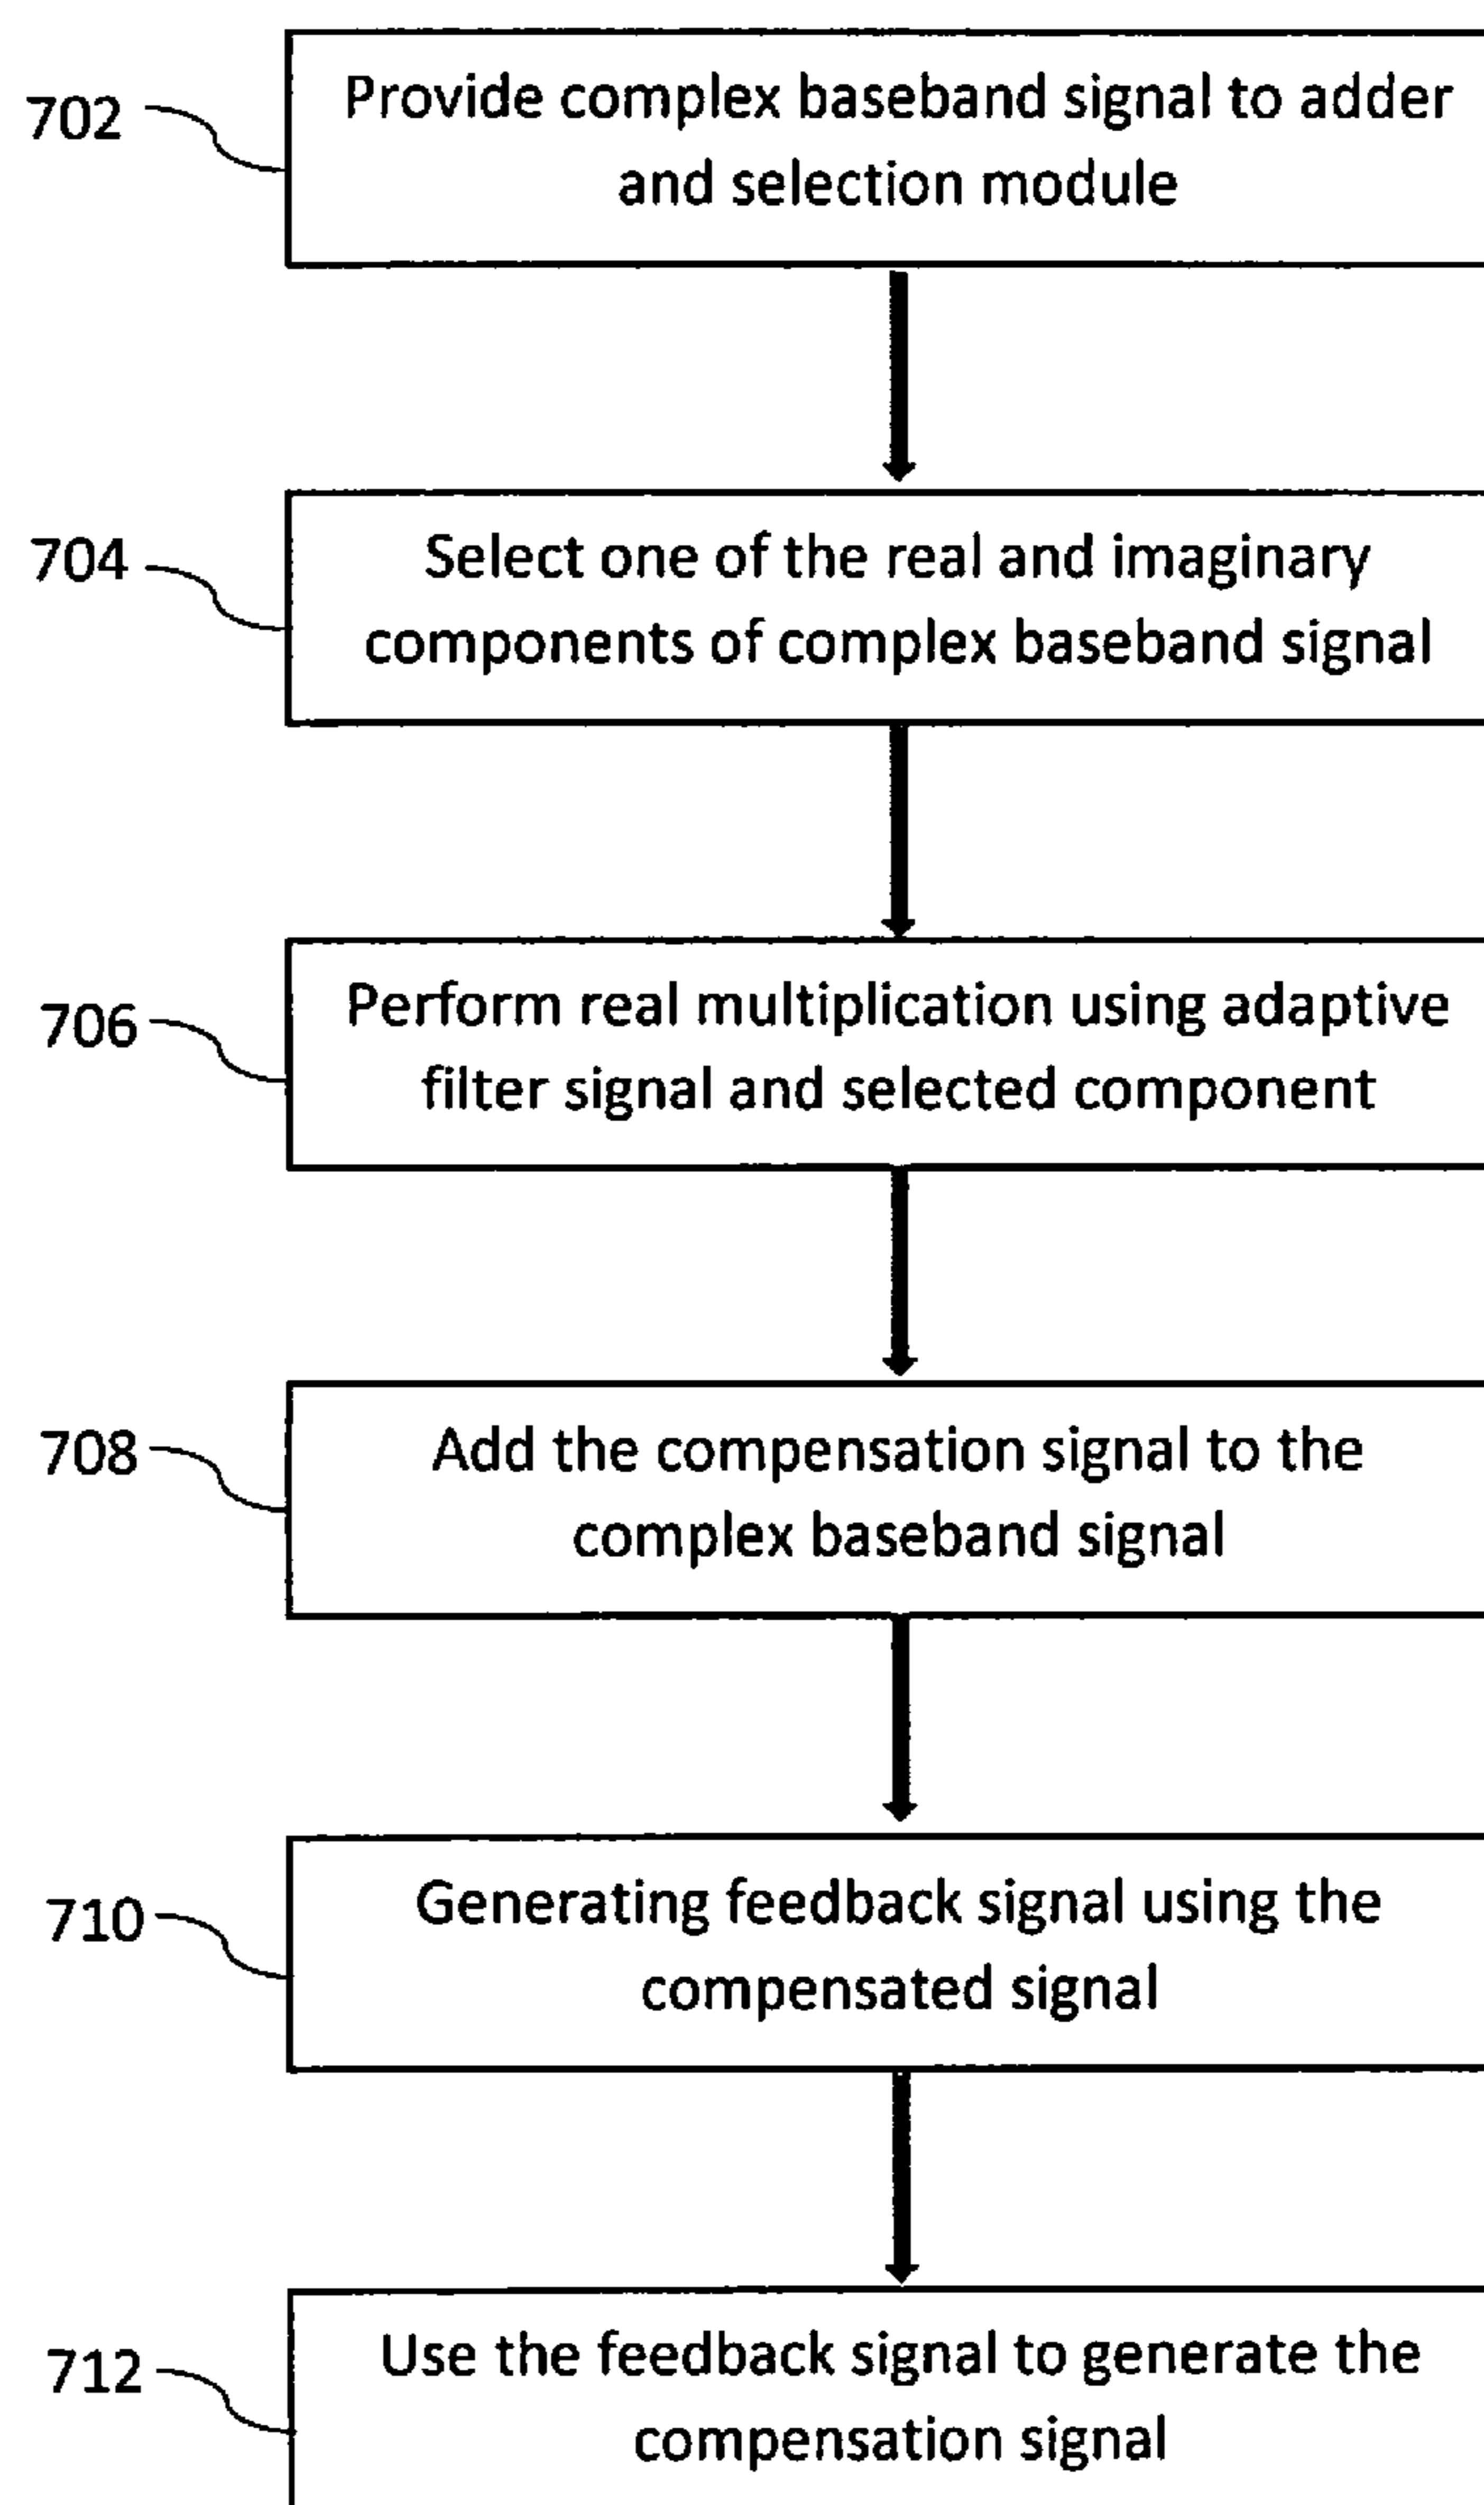 702
Provide complex baseband signal to adder
and selection module
704
Select one of the real and imaginary
components of complex baseband signal
706
Perform real multiplication using adaptive
filter signal and selected component
708
Add the compensation signal to the
complex baseband signal
710
Generating feedback signal using the
compensated signal
712
Use the feedback signal to generate the
compensation signal